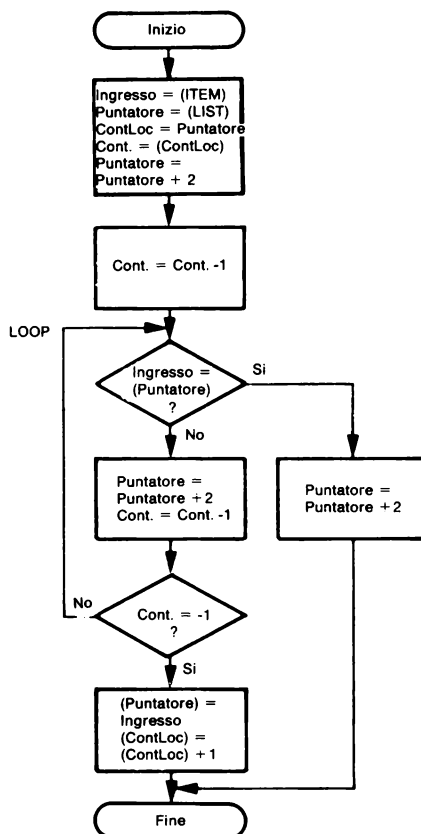 Inizio
Ingresso = (ITEM)
Puntatore = (LIST)
ContLoc = Puntatore
Cont. = (ContLoc)
Puntatore =
Puntatore + 2
Cont. = Cont. -1
LOOP
Ingresso =
(Puntatore)
?
Si
No
Puntatore =
Puntatore +2
Cont. = Cont. -1
Puntatore =
Puntatore +2
No
Cont. = -1
?
Si
(Puntatore) =
Ingresso
(ContLoc) =
(ContLoc) +1
Fine